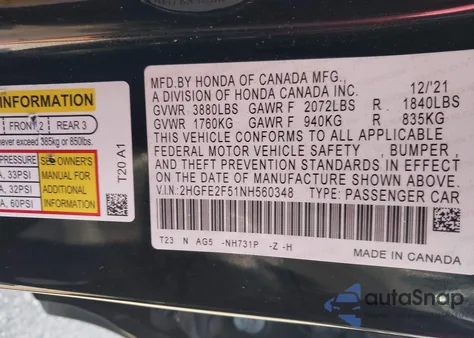 INFORMATION
FRONT 2 REAR 3
never exceed 385kg or 850lbs.
PRESSURE SEE OWNER'S
A, 33PSI MANUAL FOR
A, 32PSI ADDITIONAL
A, 60PSI INFORMATION
T20 A1
MFD.BY HONDA OF CANADA MFG.,
A DIVISION OF HONDA CANADA INC. 12/'21
GVWR 3880LBS GAWR F 2072LBS R 1840LBS
GVWR 1760KG GAWR F 940KG R 835KG
THIS VEHICLE CONFORMS TO ALL APPLICABLE
FEDERAL MOTOR VEHICLE SAFETY , BUMPER ,
AND THEFT PREVENTION STANDARDS IN EFFECT
ON THE DATE OF MANUFACTURE SHOWN ABOVE.
V.I.N:2HGFE2F51NH560348 TYPE: PASSENGER CAR
T23 N AG5 -NH731P -Z -H
MADE IN CANADA
autoSnap